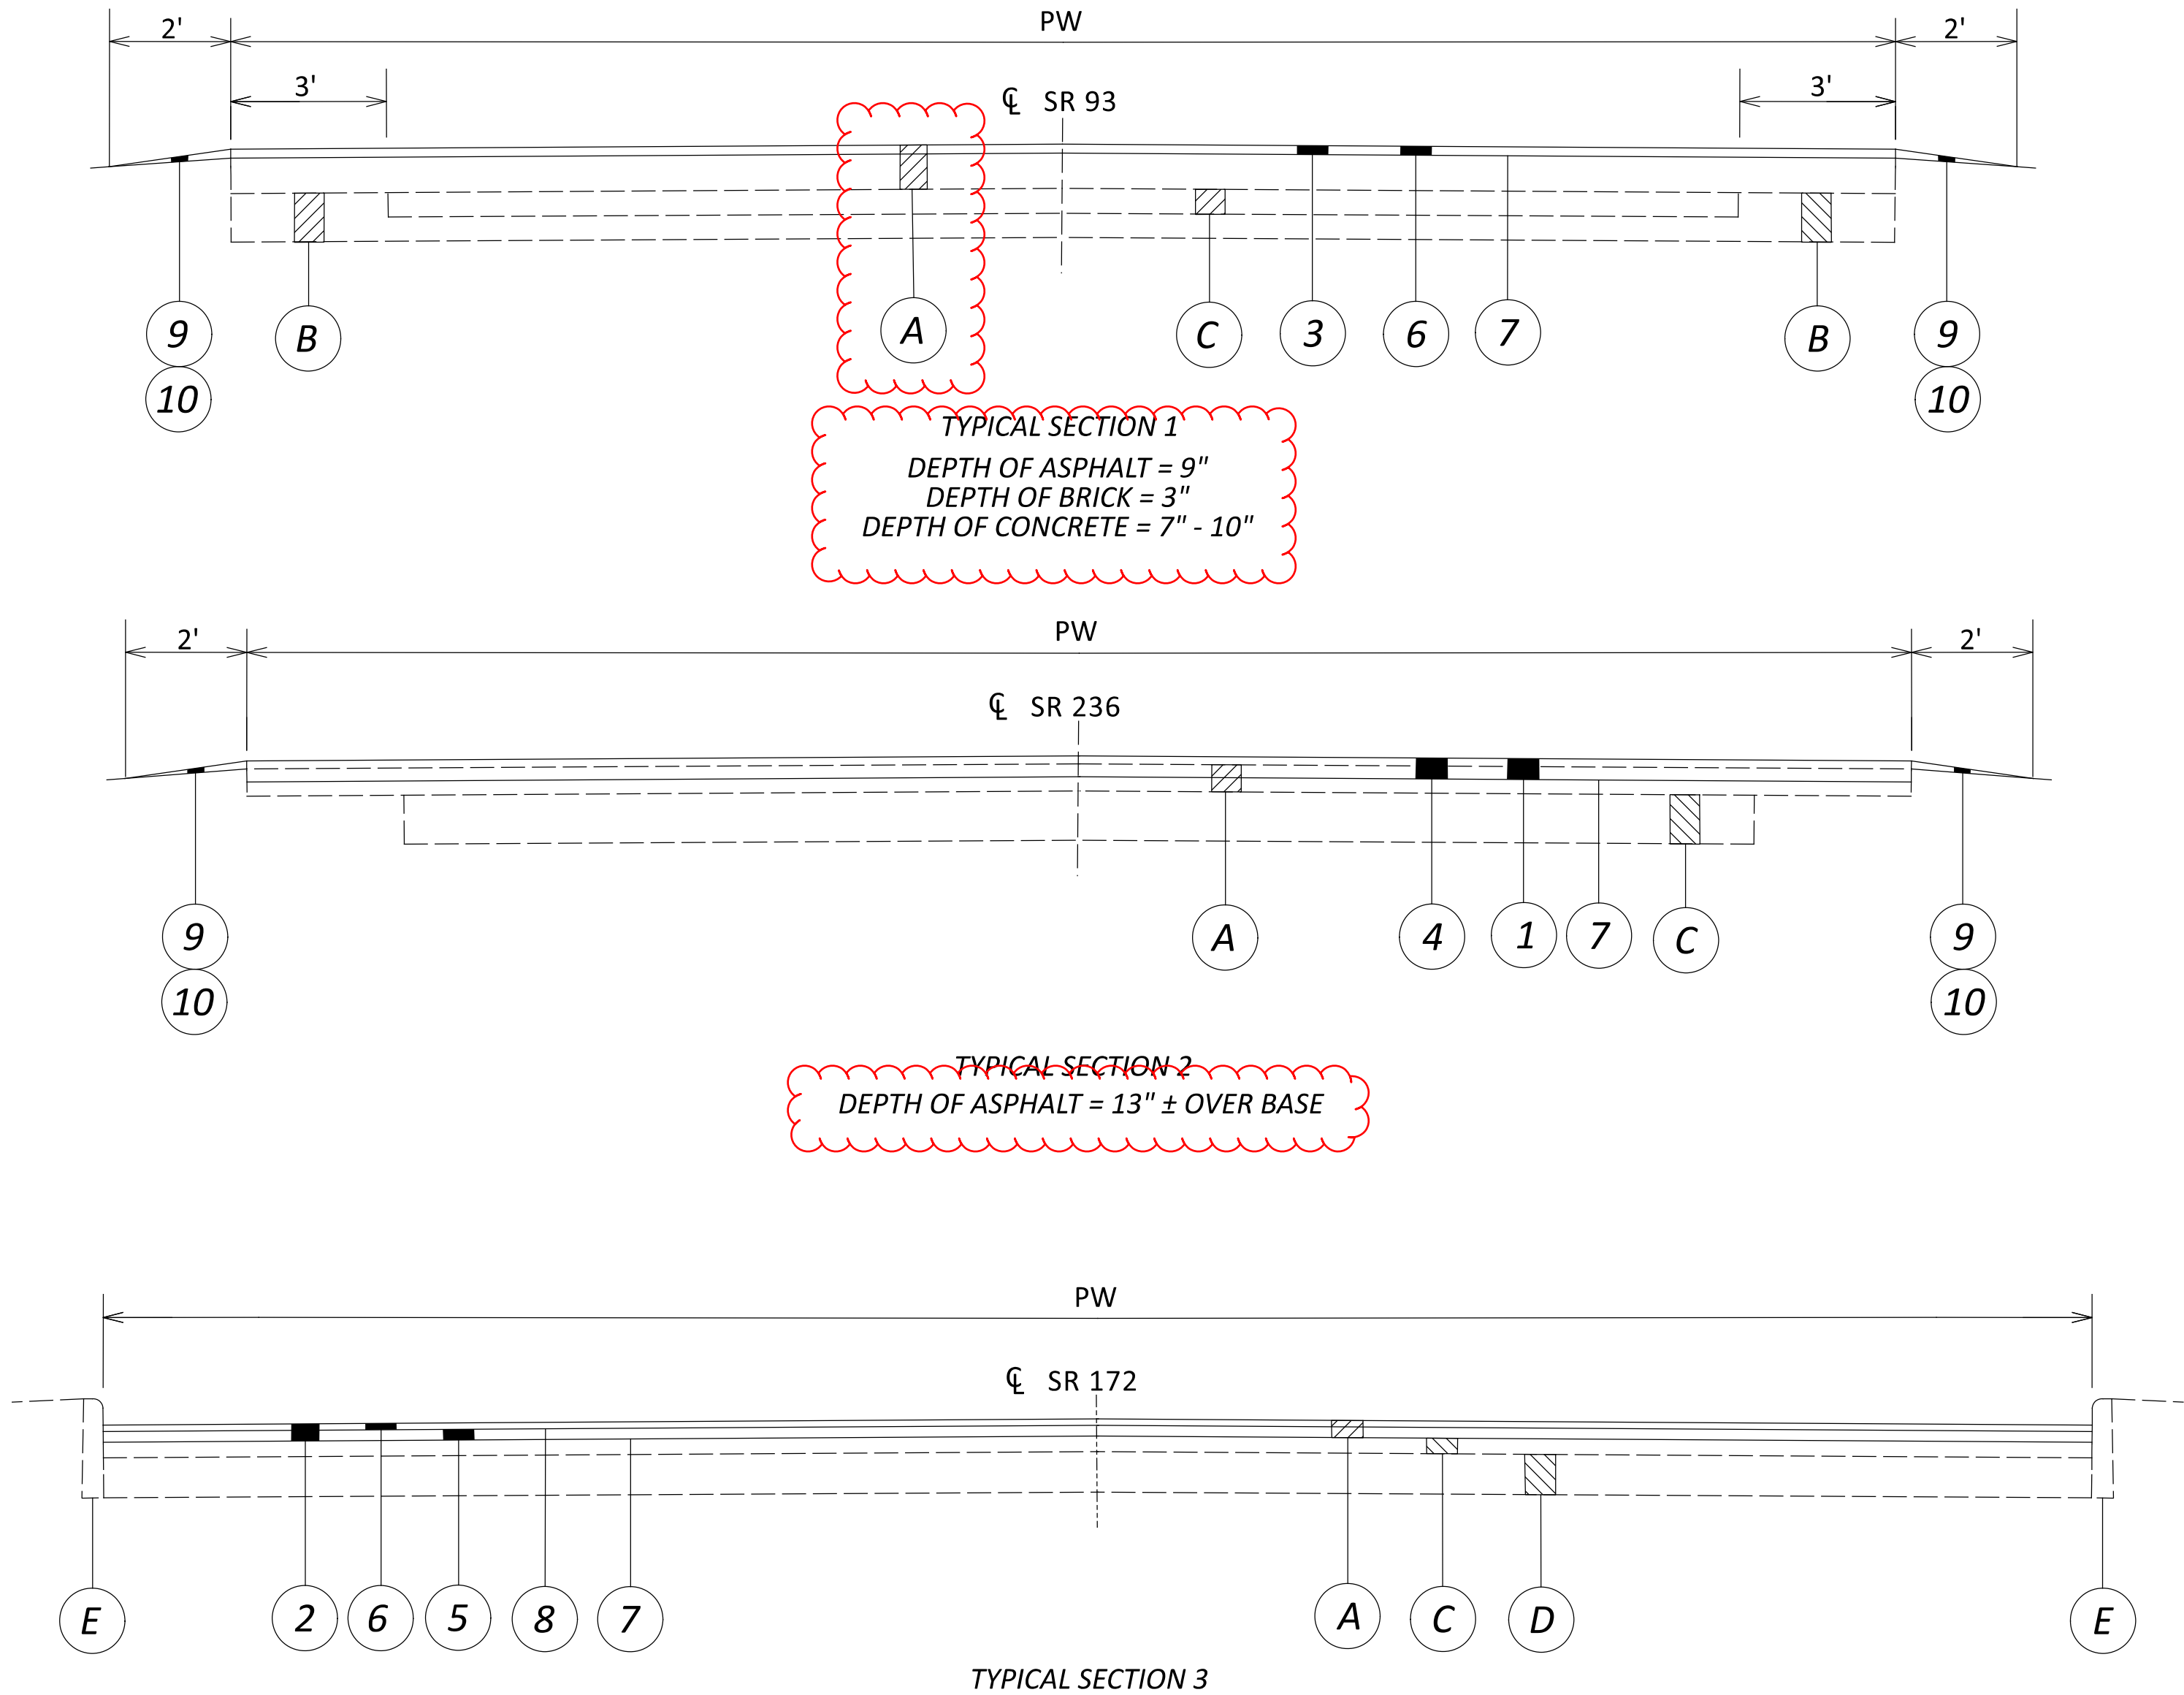 2' PW 2'
3' 3'
℄ SR 93
9 B A C 3 6 7 B 9
10 10
TYPICAL SECTION 1
DEPTH OF ASPHALT = 9"
DEPTH OF BRICK = 3"
DEPTH OF CONCRETE = 7" - 10"
2' PW 2'
℄ SR 236
9 A 4 1 7 C 9
10 10
TYPICAL SECTION 2
DEPTH OF ASPHALT = 13" ± OVER BASE
PW
℄ SR 172
E 2 6 5 8 7 A C D E
TYPICAL SECTION 3